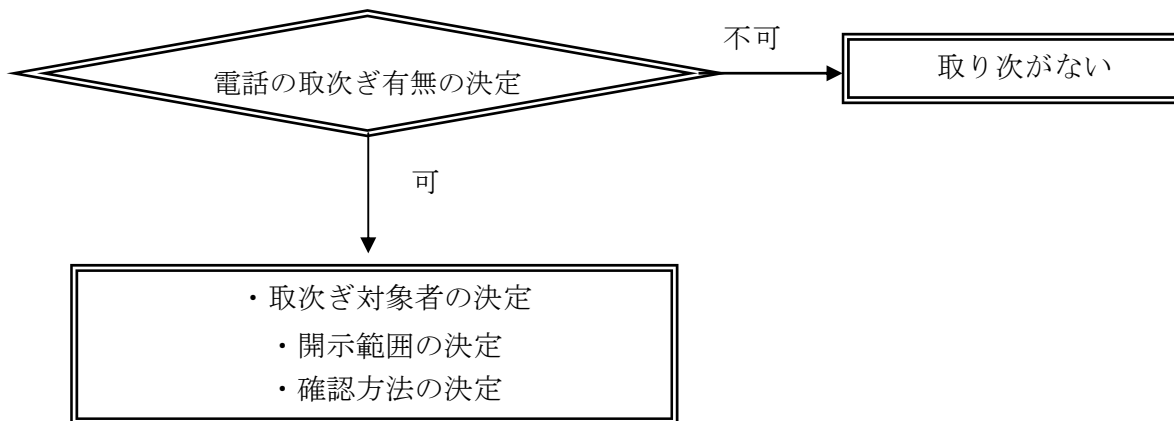 不可
取り次がない
電話の取次ぎ有無の決定
可
・取次ぎ対象者の決定
・開示範囲の決定
・確認方法の決定